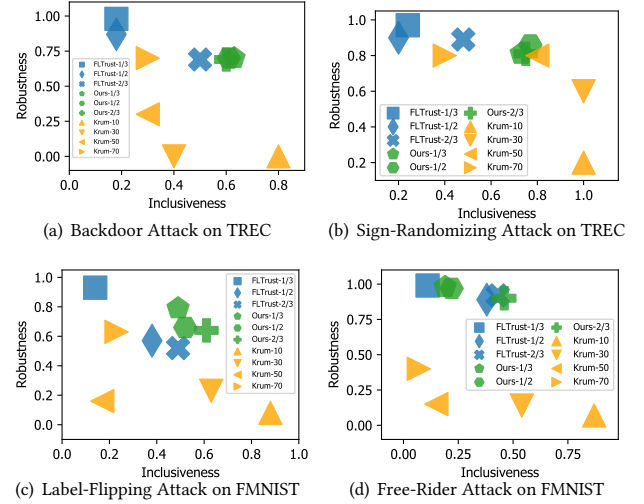 1.00
0.75
0.50
0.25
0.00
Robustness
FLTrust-1/3
FLTrust-1/2
FLTrust-2/3
Ours-1/3
Ours-1/2
Ours-2/3
Krum-10
Krum-30
Krum-50
Krum-70
0.0 0.2 0.4 0.6 0.8
Inclusiveness
(a) Backdoor Attack on TREC
1.0
0.8
0.6
0.4
0.2
Robustness
FLTrust-1/3
FLTrust-1/2
FLTrust-2/3
Ours-1/3
Ours-1/2
Ours-2/3
Krum-10
Krum-30
Krum-50
Krum-70
0.2 0.4 0.6 0.8 1.0
Inclusiveness
(b) Sign-Randomizing Attack on TREC
1.0
0.8
0.6
0.4
0.2
0.0
Robustness
FLTrust-1/3
FLTrust-1/2
FLTrust-2/3
Ours-1/3
Ours-1/2
Ours-2/3
Krum-10
Krum-30
Krum-50
Krum-70
0.0 0.2 0.4 0.6 0.8 1.0
Inclusiveness
(c) Label-Flipping Attack on FMNIST
1.00
0.75
0.50
0.25
0.00
Robustness
FLTrust-1/3
FLTrust-1/2
FLTrust-2/3
Ours-1/3
Ours-1/2
Ours-2/3
Krum-10
Krum-30
Krum-50
Krum-70
0.00 0.25 0.50 0.75
Inclusiveness
(d) Free-Rider Attack on FMNIST